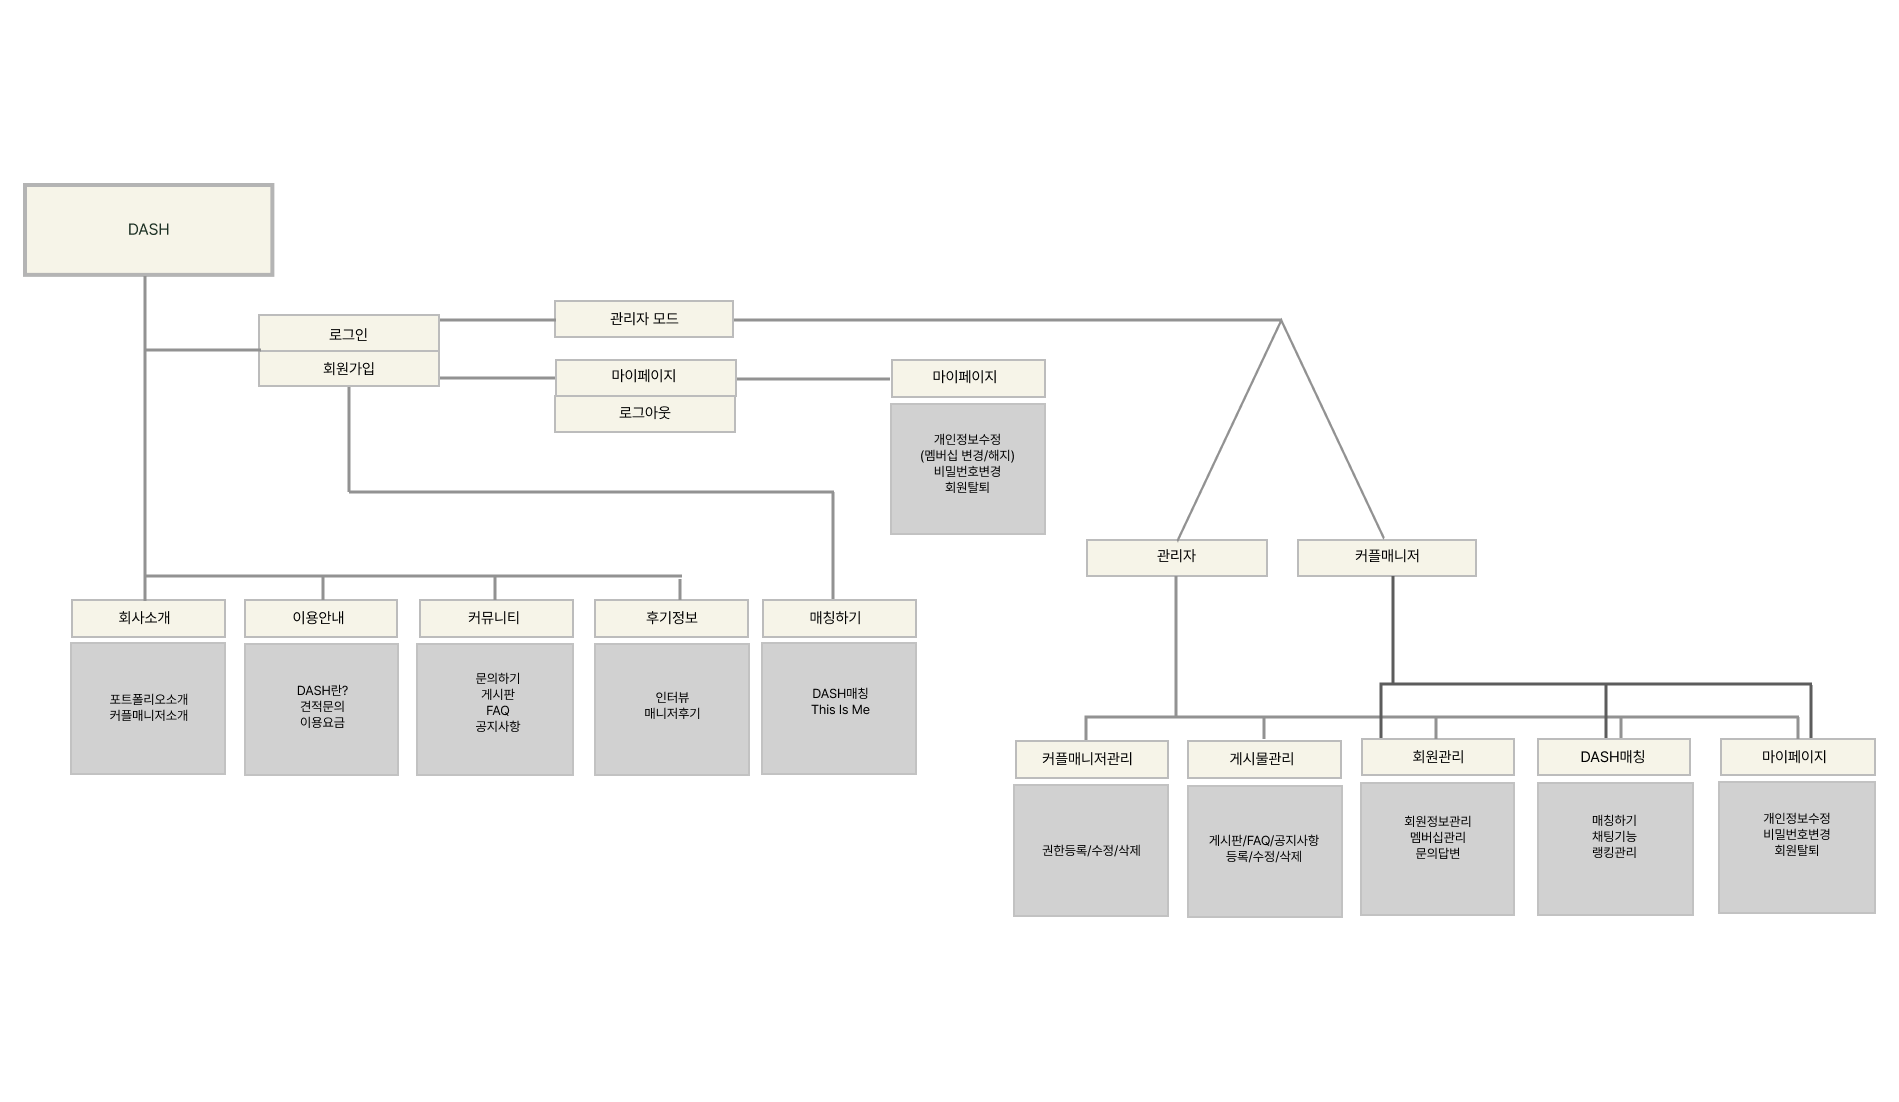 DASH
로그인
회원가입
관리자 모드
마이페이지
로그아웃
마이페이지
개인정보수정
(멤버십 변경/해지)
비밀번호변경
회원탈퇴
관리자
커플매니저
회사소개
포트폴리오소개
커플매니저소개
이용안내
DASH란?
견적문의
이용요금
커뮤니티
문의하기
게시판
FAQ
공지사항
후기정보
인터뷰
매니저후기
매칭하기
DASH매칭
This Is Me
커플매니저관리
권한등록/수정/삭제
게시물관리
게시판/FAQ/공지사항
등록/수정/삭제
회원관리
회원정보관리
멤버십관리
문의답변
DASH매칭
매칭하기
채팅기능
랭킹관리
마이페이지
개인정보수정
비밀번호변경
회원탈퇴